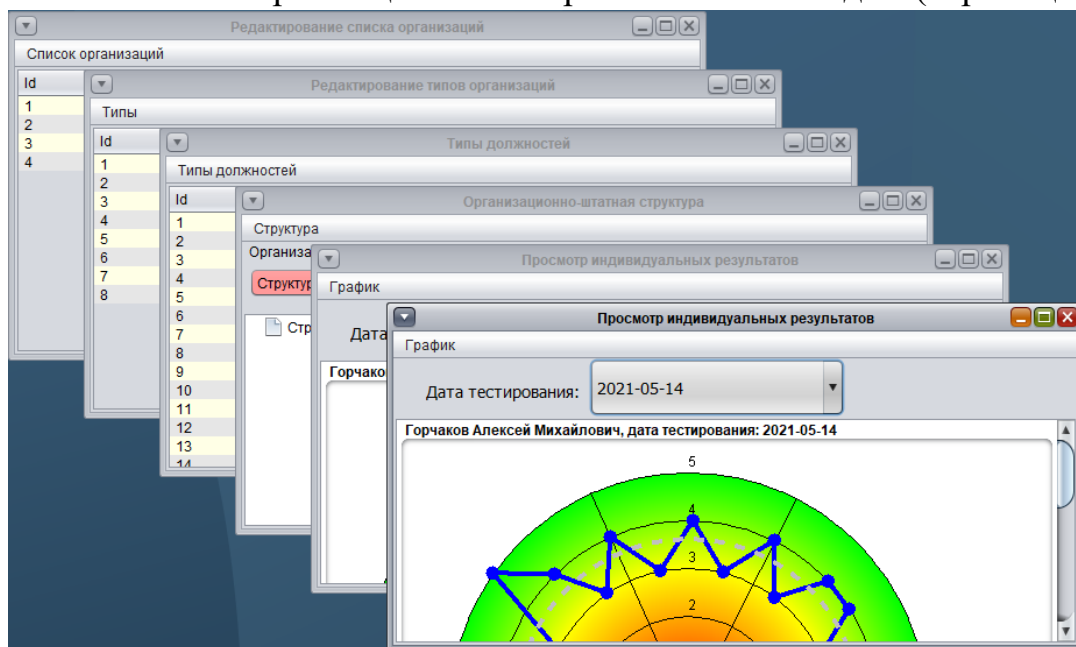 Редактирование списка организаций
Список организаций
Id
1
2
3
4
Редактирование типов организаций
Типы
Id
1
2
3
4
5
6
7
8
Типы должностей
Типы должностей
Id
1
2
3
4
5
6
7
8
9
10
11
12
13
14
Организационно-штатная структура
Структура
Просмотр индивидуальных результатов
График
Дата
Просмотр индивидуальных результатов
График
Дата тестирования: 2021-05-14
Горчаков Алексей Михайлович, дата тестирования: 2021-05-14
5
4
3
2